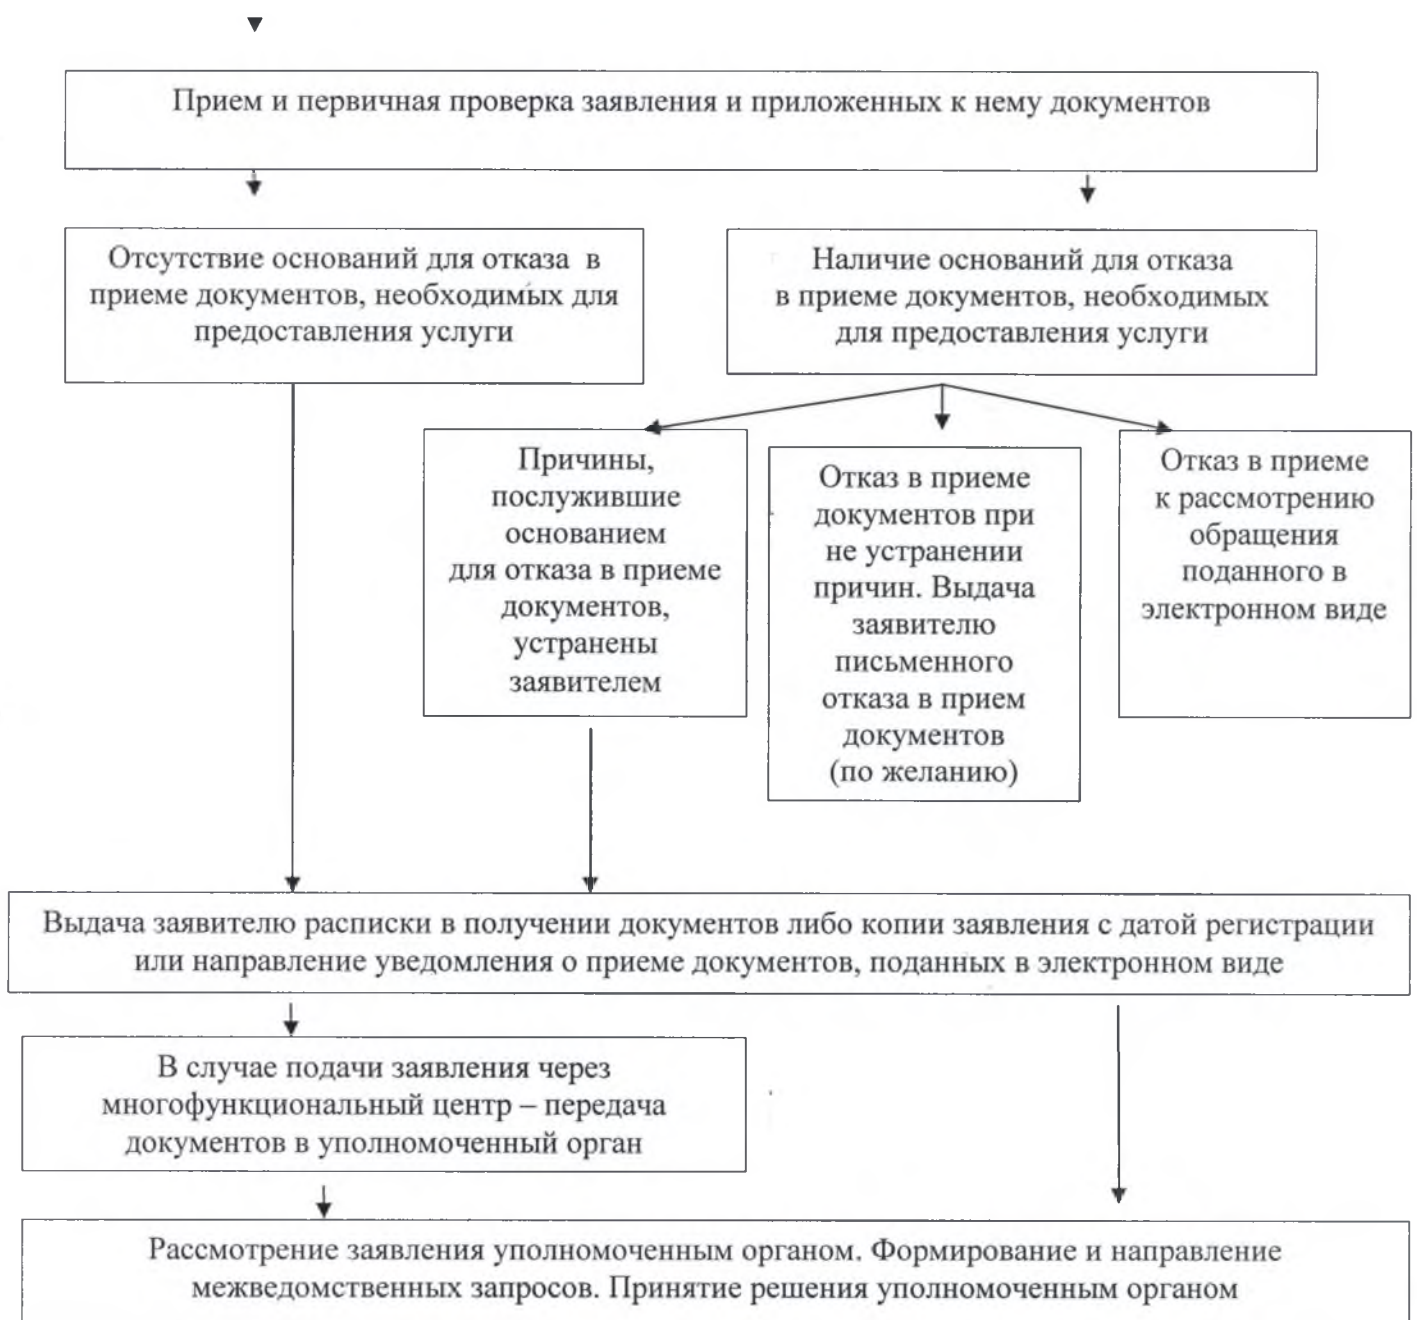 Прием и первичная проверка заявления и приложенных к нему документов
Отсутствие оснований для отказа в
приеме документов, необходимых для
предоставления услуги
Наличие оснований для отказа
в приеме документов, необходимых
для предоставления услуги
Причины,
послужившие
основанием
для отказа в приеме
документов,
устранены
заявителем
Отказ в приеме
документов при
не устранении
причин. Выдача
заявителю
письменного
отказа в прием
документов
(по желанию)
Отказ в приеме
к рассмотрению
обращения
поданного в
электронном виде
Выдача заявителю расписки в получении документов либо копии заявления с датой регистрации
или направление уведомления о приеме документов, поданных в электронном виде
В случае подачи заявления через
многофункциональный центр – передача
документов в уполномоченный орган
Рассмотрение заявления уполномоченным органом. Формирование и направление
межведомственных запросов. Принятие решения уполномоченным органом